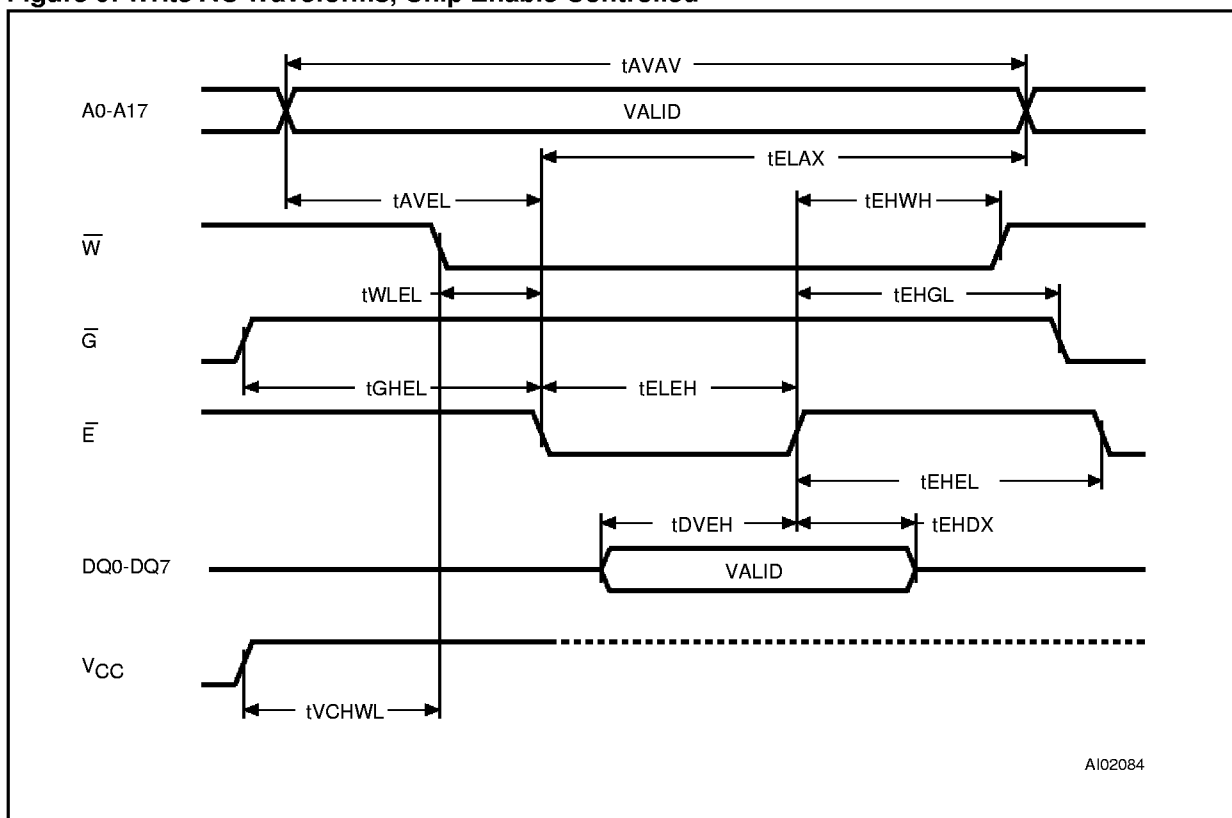 Figure 9. Write AC Waveforms, Chip Enable Controlled
tAVAV
A0-A17
VALID
tELAX
tAVEL
tEHWH
W
tWLEL
tEHGL
G
tGHEL
tELEH
E
tEHEL
tDVEH
tEHDX
DQ0-DQ7
VALID
VCC
tVCHWL
AI02084